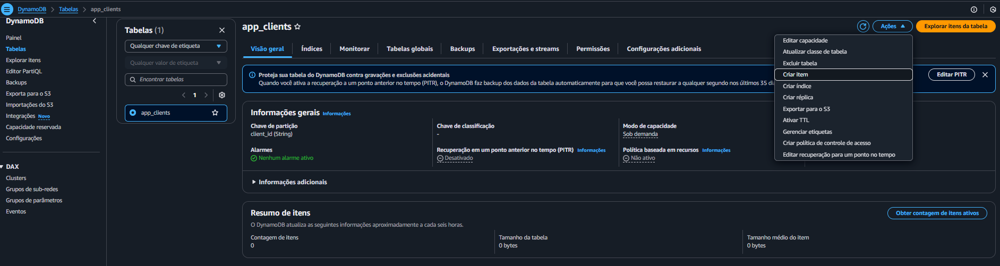 DynamoDB > Tabelas > app_clients
DynamoDB
Painel
Tabelas
Explorar itens
Editor PartiQL
Backups
Exporta para o S3
Importações do S3
Integrações Novo
Capacidade reservada
Configurações
DAX
Clusters
Grupos de sub-redes
Grupos de parâmetros
Eventos
Tabelas (1)
Qualquer chave de etiqueta
Qualquer valor de etiqueta
Encontrar tabelas
1
app_clients
app_clients
Ações
Explorar itens da tabela
Editar capacidade
Atualizar classe de tabela
Excluir tabela
Criar item
Criar índice
Criar réplica
Exportar para o S3
Ativar TTL
Gerenciar etiquetas
Criar política de controle de acesso
Editar recuperação para um ponto no tempo
Visão geral
Índices
Monitorar
Tabelas globais
Backups
Exportações e streams
Permissões
Configurações adicionais
Proteja sua tabela do DynamoDB contra gravações e exclusões acidentais
Quando você ativa a recuperação a um ponto anterior no tempo (PITR), o DynamoDB faz backup dos dados da tabela automaticamente para que você possa restaurar a qualquer segundo nos últimos 35 dia
Editar PITR
Informações gerais Informações
Chave de partição
client_id (String)
Chave de classificação
-
Modo de capacidade
Sob demanda
Alarmes
Nenhum alarme ativo
Recuperação em um ponto anterior no tempo (PITR) Informações
Desativado
Política baseada em recursos Informações
Não ativo
Informações adicionais
Resumo de itens
Obter contagem de itens ativos
O DynamoDB atualiza as seguintes informações aproximadamente a cada seis horas.
Contagem de itens
0
Tamanho da tabela
0 bytes
Tamanho médio do item
0 bytes